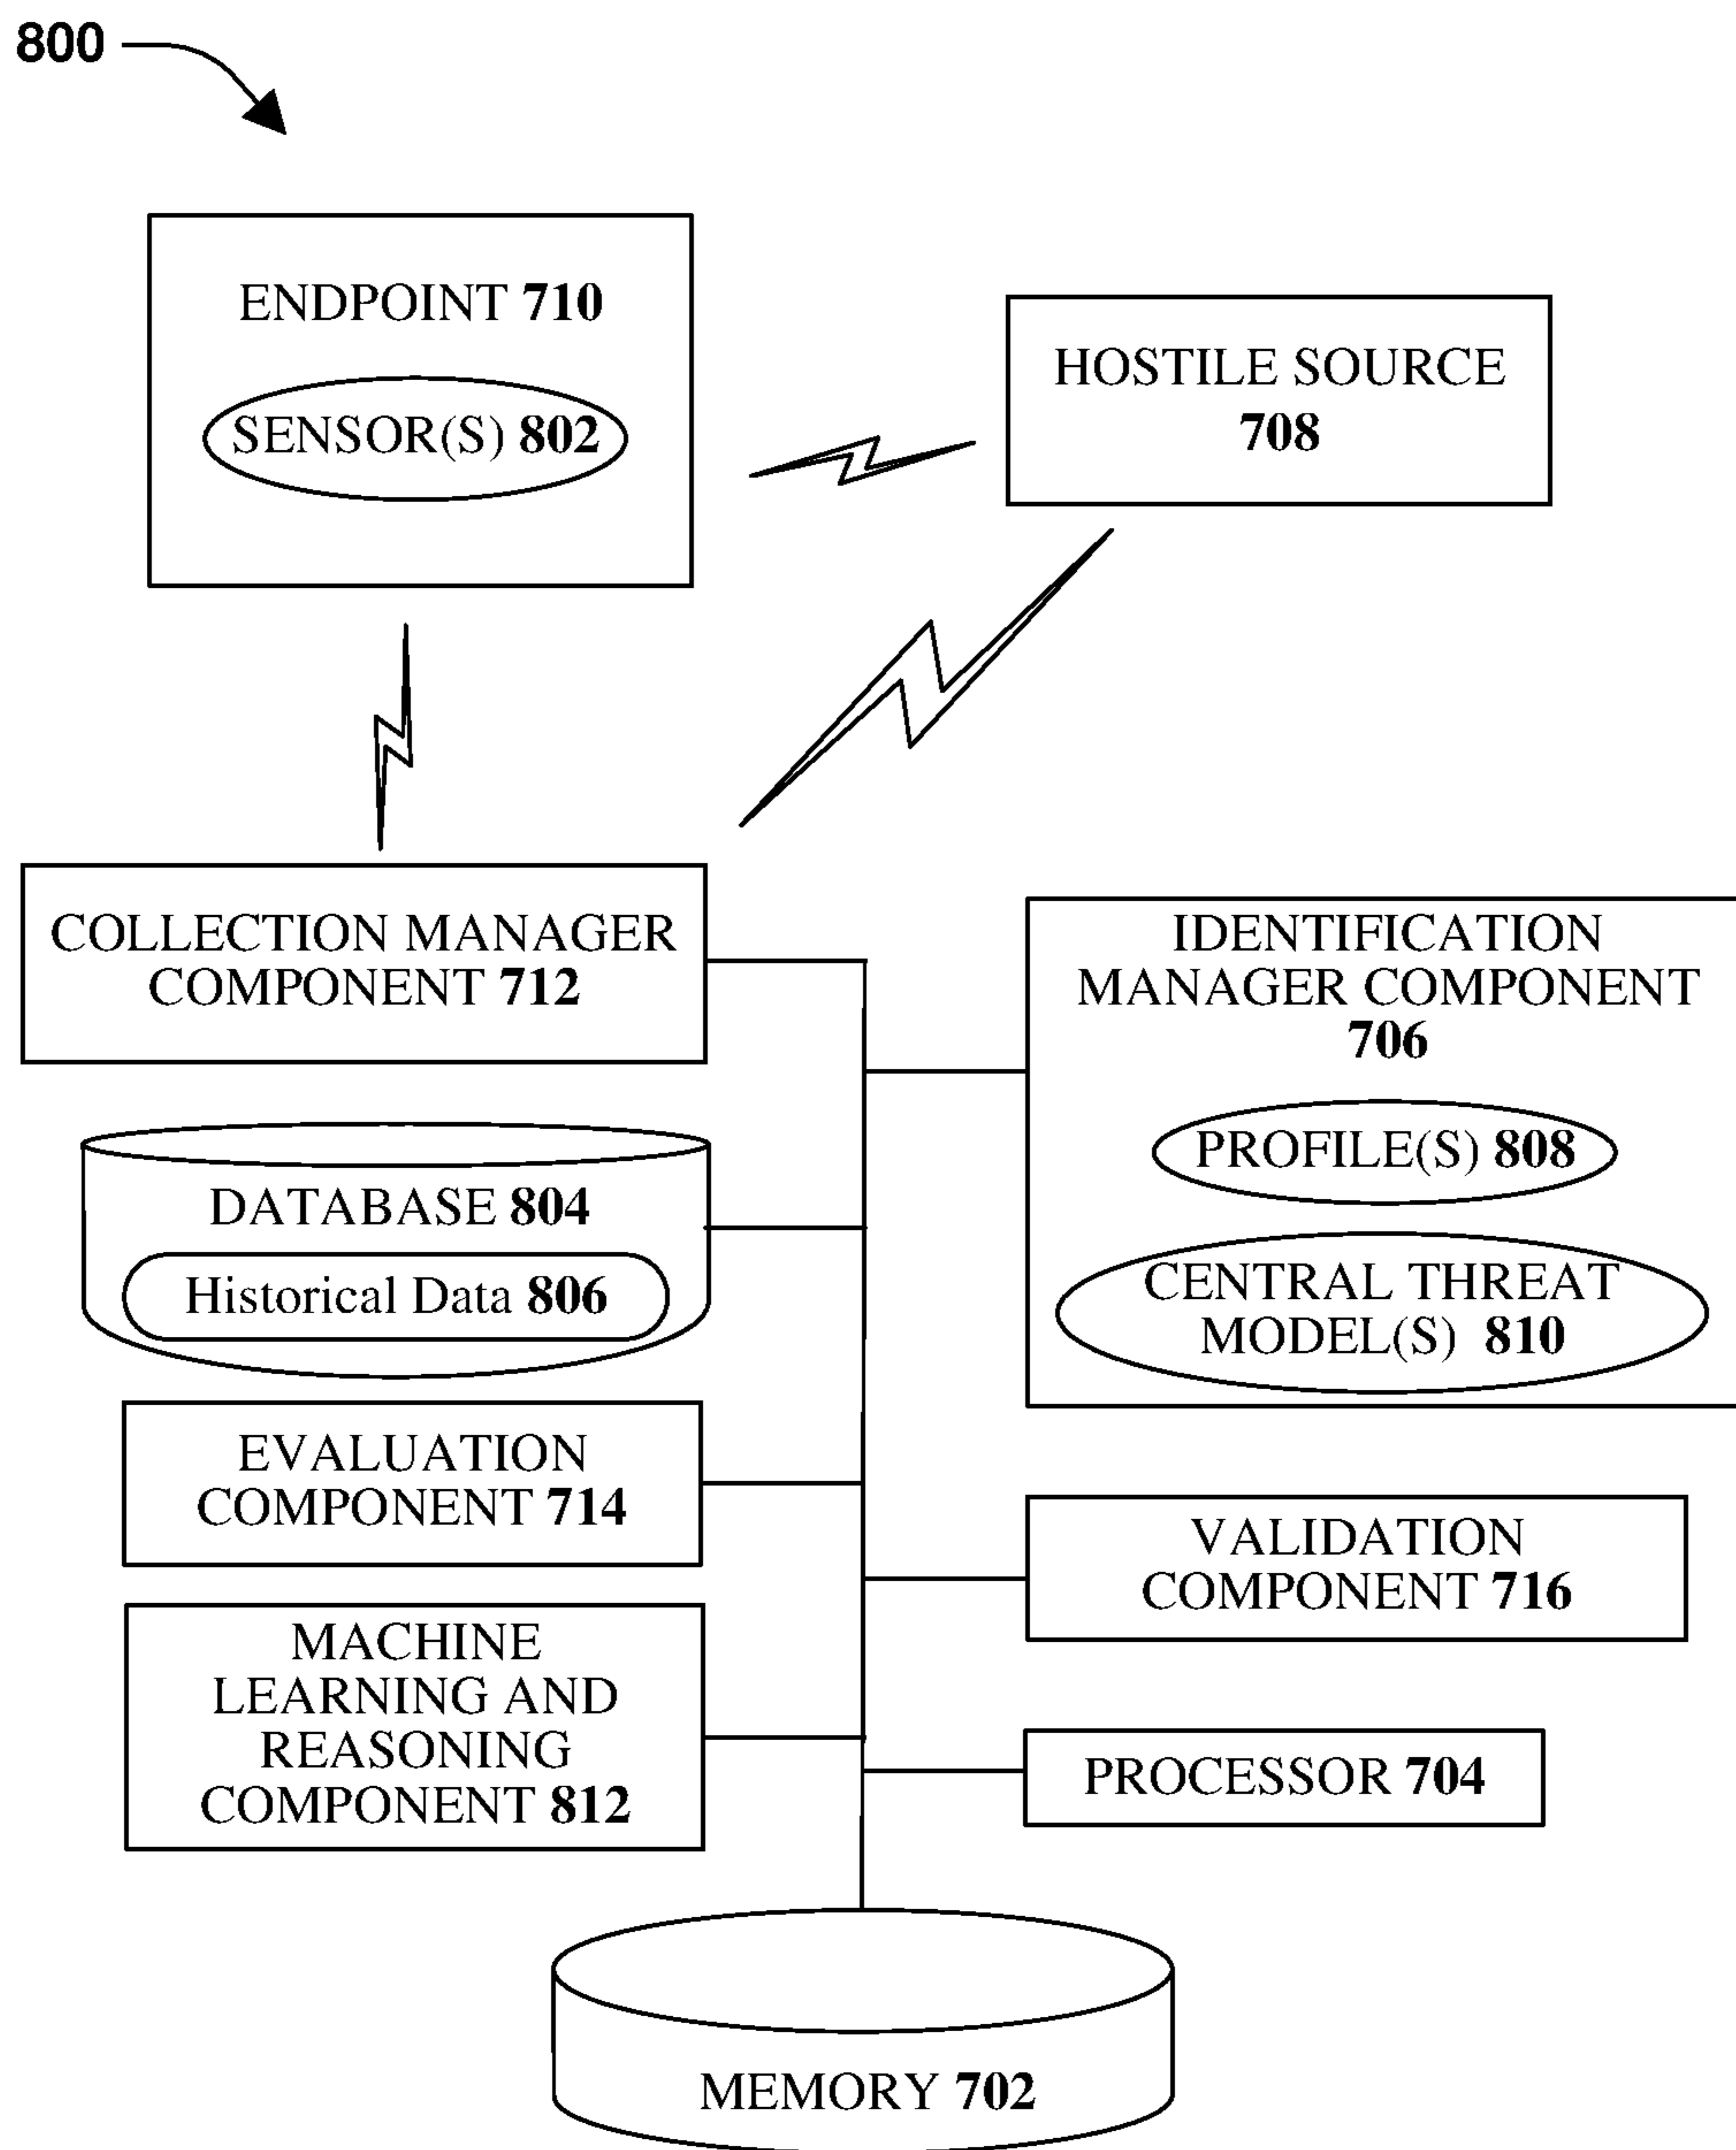 800
ENDPOINT 710
SENSOR(S) 802
HOSTILE SOURCE
708
COLLECTION MANAGER
COMPONENT 712
IDENTIFICATION
MANAGER COMPONENT
706
PROFILE(S) 808
CENTRAL THREAT
MODEL(S) 810
DATABASE 804
Historical Data 806
EVALUATION
COMPONENT 714
VALIDATION
COMPONENT 716
MACHINE
LEARNING AND
REASONING
COMPONENT 812
PROCESSOR 704
MEMORY 702